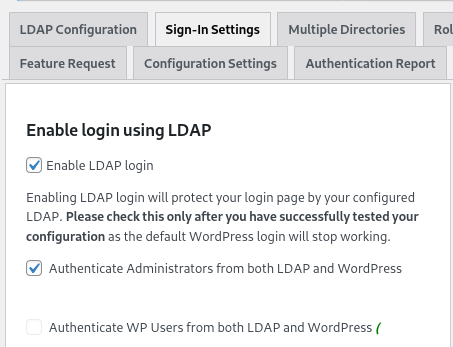 LDAP Configuration Sign-In Settings Multiple Directories Rol
Feature Request Configuration Settings Authentication Report
Enable login using LDAP
Enable LDAP login
Enabling LDAP login will protect your login page by your configured
LDAP. Please check this only after you have successfully tested your
configuration as the default WordPress login will stop working.
Authenticate Administrators from both LDAP and WordPress
Authenticate WP Users from both LDAP and WordPress (